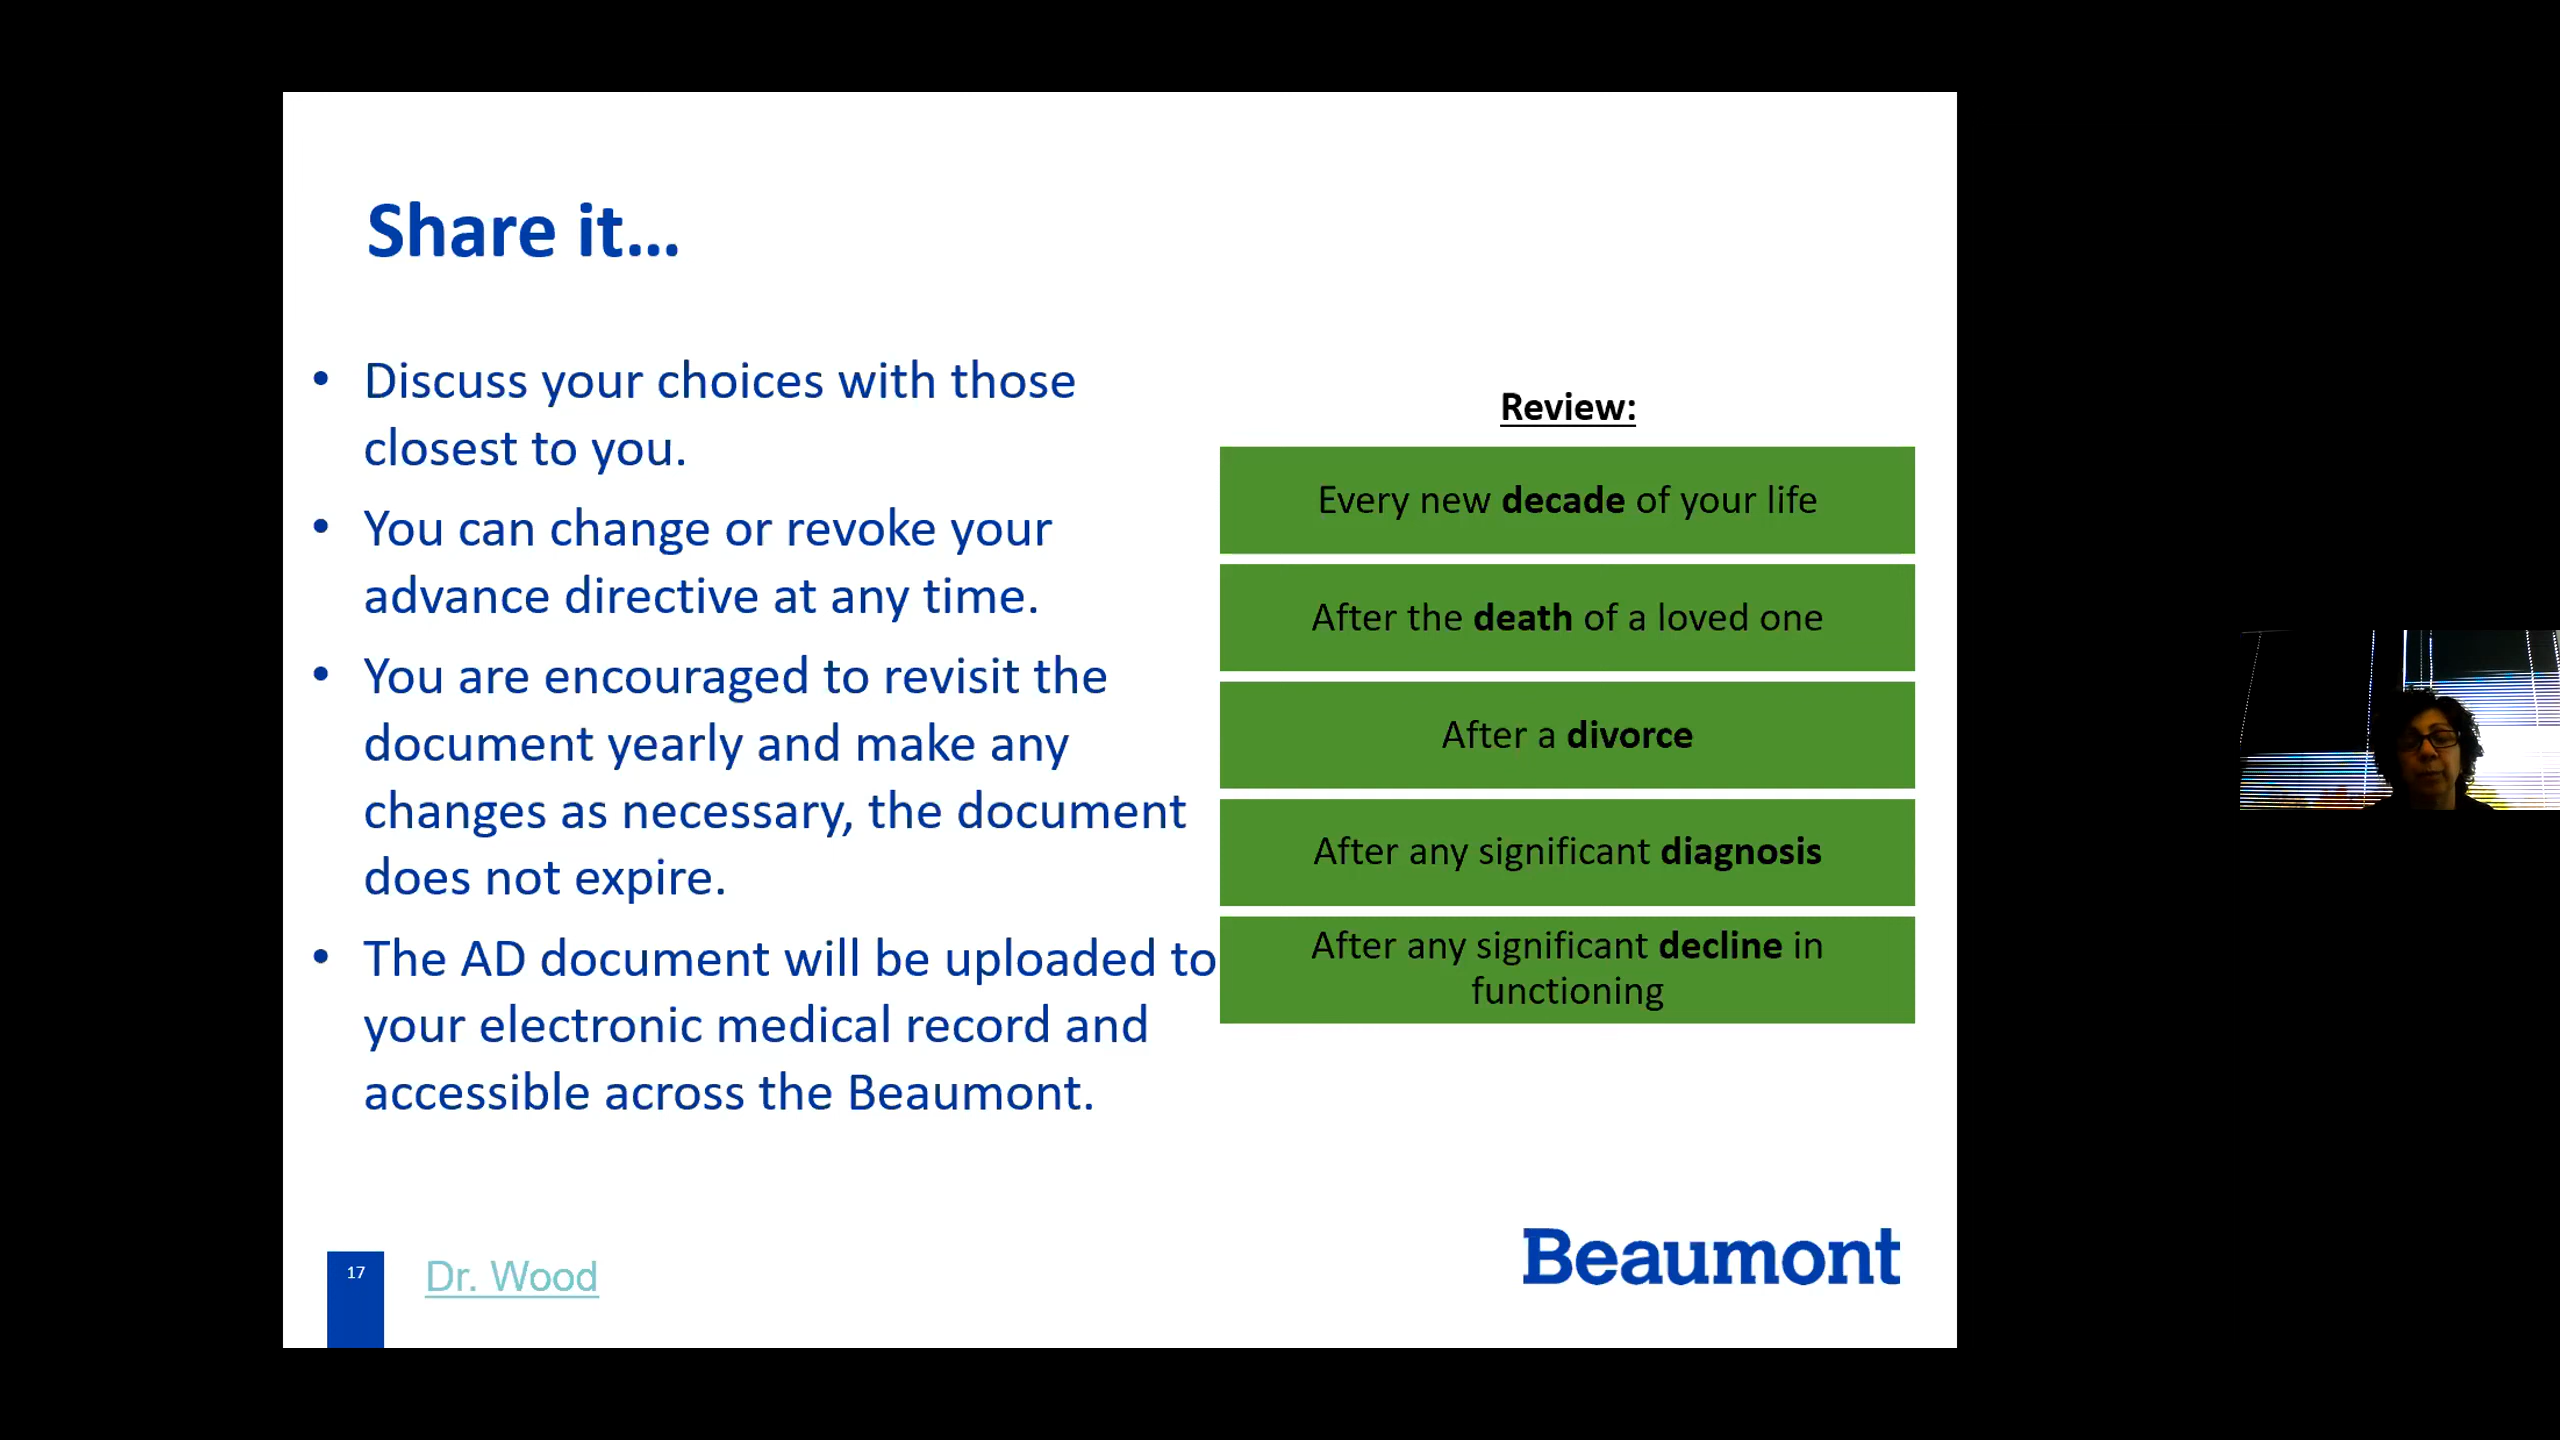 Share it...
• Discuss your choices with those
closest to you.
• You can change or revoke your
advance directive at any time.
• You are encouraged to revisit the
document yearly and make any
changes as necessary, the document
does not expire.
• The AD document will be uploaded to
your electronic medical record and
accessible across the Beaumont.
Review:
Every new decade of your life
After the death of a loved one
After a divorce
After any significant diagnosis
After any significant decline in
functioning
17
Dr. Wood
Beaumont